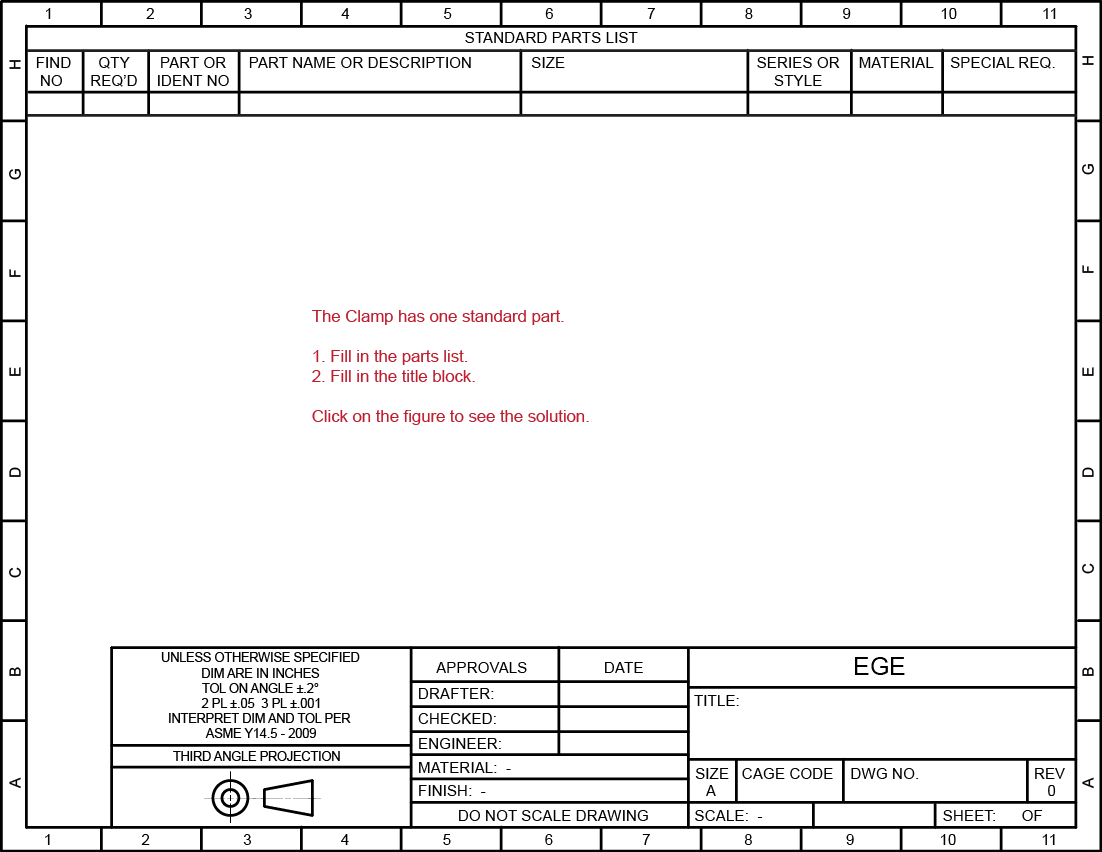 1 2 3 4 5 6 7 8 9 10 11
STANDARD PARTS LIST
FIND NO
QTY REQ’D
PART OR IDENT NO
PART NAME OR DESCRIPTION
SIZE
SERIES OR STYLE
MATERIAL
SPECIAL REQ.
H H
G G
F F
E E
D D
C C
B B
A A
The Clamp has one standard part.
1. Fill in the parts list.
2. Fill in the title block.
Click on the figure to see the solution.
UNLESS OTHERWISE SPECIFIED
DIM ARE IN INCHES
TOL ON ANGLE ±.2°
2 PL ±.05 3 PL ±.001
INTERPRET DIM AND TOL PER
ASME Y14.5 - 2009
THIRD ANGLE PROJECTION
APPROVALS DATE
DRAFTER:
CHECKED:
ENGINEER:
MATERIAL: -
FINISH: -
DO NOT SCALE DRAWING
EGE
TITLE:
SIZE
A
CAGE CODE
DWG NO.
REV
0
SCALE: -
SHEET: OF
1 2 3 4 5 6 7 8 9 10 11